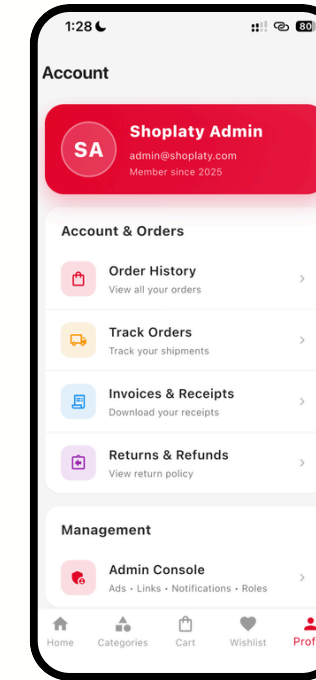 1:28
80
Account
SA
Shoplaty Admin
admin@shoplaty.com
Member since 2025
Account & Orders
Order History
View all your orders
Track Orders
Track your shipments
Invoices & Receipts
Download your receipts
Returns & Refunds
View return policy
Management
Admin Console
Ads • Links • Notifications • Roles
Home
Categories
Cart
Wishlist
Prof